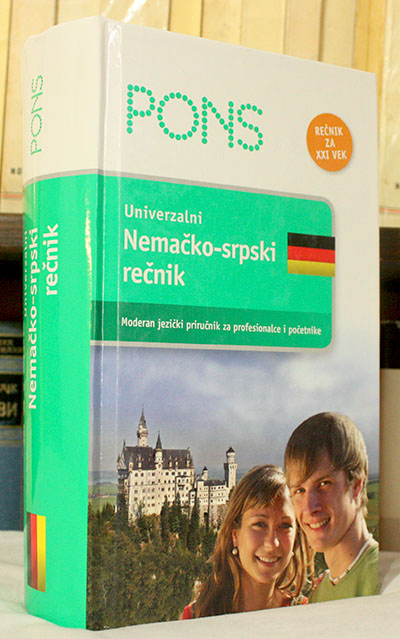 PONS
REČNIK
ZA
XXI VEK
Univerzalni
Nemačko-srpski
rečnik
Moderan jezički priručnik za profesionalce i početnike
PONS
Univerzalni
Nemačko-srpski
rečnik